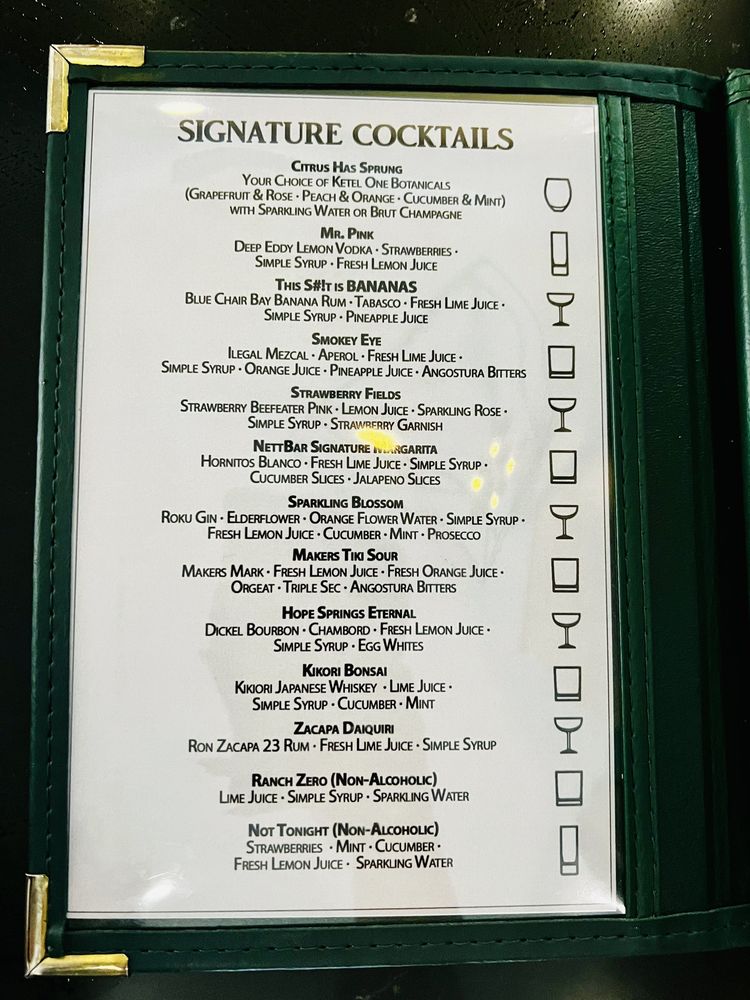 SIGNATURE COCKTAILS
CITRUS HAS SPRUNG
YOUR CHOICE OF KETEL ONE BOTANICALS
(GRAPEFRUIT & ROSE · PEACH & ORANGE · CUCUMBER & MINT)
WITH SPARKLING WATER OR BRUT CHAMPAGNE
MR. PINK
DEEP EDDY LEMON VODKA · STRAWBERRIES ·
SIMPLE SYRUP · FRESH LEMON JUICE
THIS S#!T IS BANANAS
BLUE CHAIR BAY BANANA RUM · TABASCO · FRESH LIME JUICE ·
SIMPLE SYRUP · PINEAPPLE JUICE
SMOKEY EYE
ILEGAL MEZCAL · APEROL · FRESH LIME JUICE ·
SIMPLE SYRUP · ORANGE JUICE · PINEAPPLE JUICE · ANGOSTURA BITTERS
STRAWBERRY FIELDS
STRAWBERRY BEEFEATER PINK · LEMON JUICE · SPARKLING ROSE ·
SIMPLE SYRUP · STRAWBERRY GARNISH
NETTBAR SIGNATURE MARGARITA
HORNITOS BLANCO · FRESH LIME JUICE · SIMPLE SYRUP ·
CUCUMBER SLICES · JALAPENO SLICES
SPARKLING BLOSSOM
ROKU GIN · ELDERFLOWER · ORANGE FLOWER WATER · SIMPLE SYRUP ·
FRESH LEMON JUICE · CUCUMBER · MINT · PROSECCO
MAKERS TIKI SOUR
MAKERS MARK · FRESH LEMON JUICE · FRESH ORANGE JUICE ·
ORGEAT · TRIPLE SEC · ANGOSTURA BITTERS
HOPE SPRINGS ETERNAL
DICKEL BOURBON · CHAMBORD · FRESH LEMON JUICE ·
SIMPLE SYRUP · EGG WHITES
KIKORI BONSAI
KIKIORI JAPANESE WHISKEY · LIME JUICE ·
SIMPLE SYRUP · CUCUMBER · MINT
ZACAPA DAIQUIRI
RON ZACAPA 23 RUM · FRESH LIME JUICE · SIMPLE SYRUP
RANCH ZERO (NON-ALCOHOLIC)
LIME JUICE · SIMPLE SYRUP · SPARKLING WATER
NOT TONIGHT (NON-ALCOHOLIC)
STRAWBERRIES · MINT · CUCUMBER ·
FRESH LEMON JUICE · SPARKLING WATER